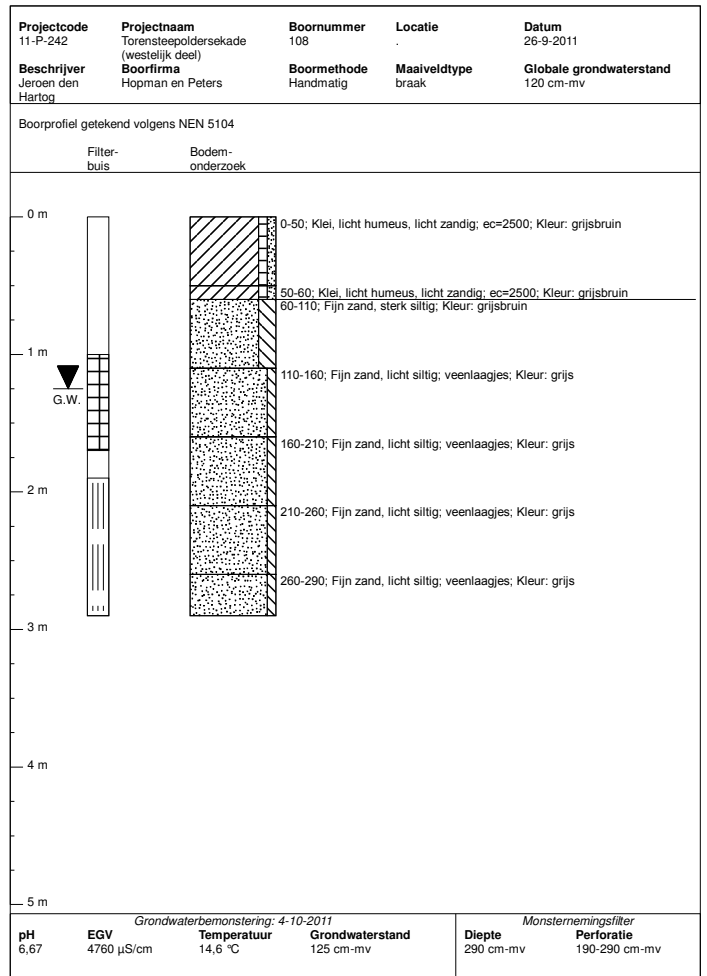 Projectcode Projectnaam Boornummer Locatie Datum
11-P-242 Torensteepoldersekade 108 . 26-9-2011
(westelijk deel)
Beschrijver Boorfirma Boormethode Maaiveldtype Globale grondwaterstand
Jeroen den Hopman en Peters Handmatig braak 120 cm-mv
Hartog
Boorprofiel getekend volgens NEN 5104
Filter- Bodem-
buis onderzoek
0 m
0-50; Klei, licht humeus, licht zandig; ec=2500; Kleur: grijsbruin
50-60; Klei, licht humeus, licht zandig; ec=2500; Kleur: grijsbruin
60-110; Fijn zand, sterk siltig; Kleur: grijsbruin
1 m
110-160; Fijn zand, licht siltig; veenlaagjes; Kleur: grijs
G.W.
160-210; Fijn zand, licht siltig; veenlaagjes; Kleur: grijs
2 m
210-260; Fijn zand, licht siltig; veenlaagjes; Kleur: grijs
260-290; Fijn zand, licht siltig; veenlaagjes; Kleur: grijs
3 m
4 m
5 m
Grondwaterbemonstering: 4-10-2011 Monsternemingsfilter
pH EGV Temperatuur Grondwaterstand Diepte Perforatie
6,67 4760 µS/cm 14,6 °C 125 cm-mv 290 cm-mv 190-290 cm-mv